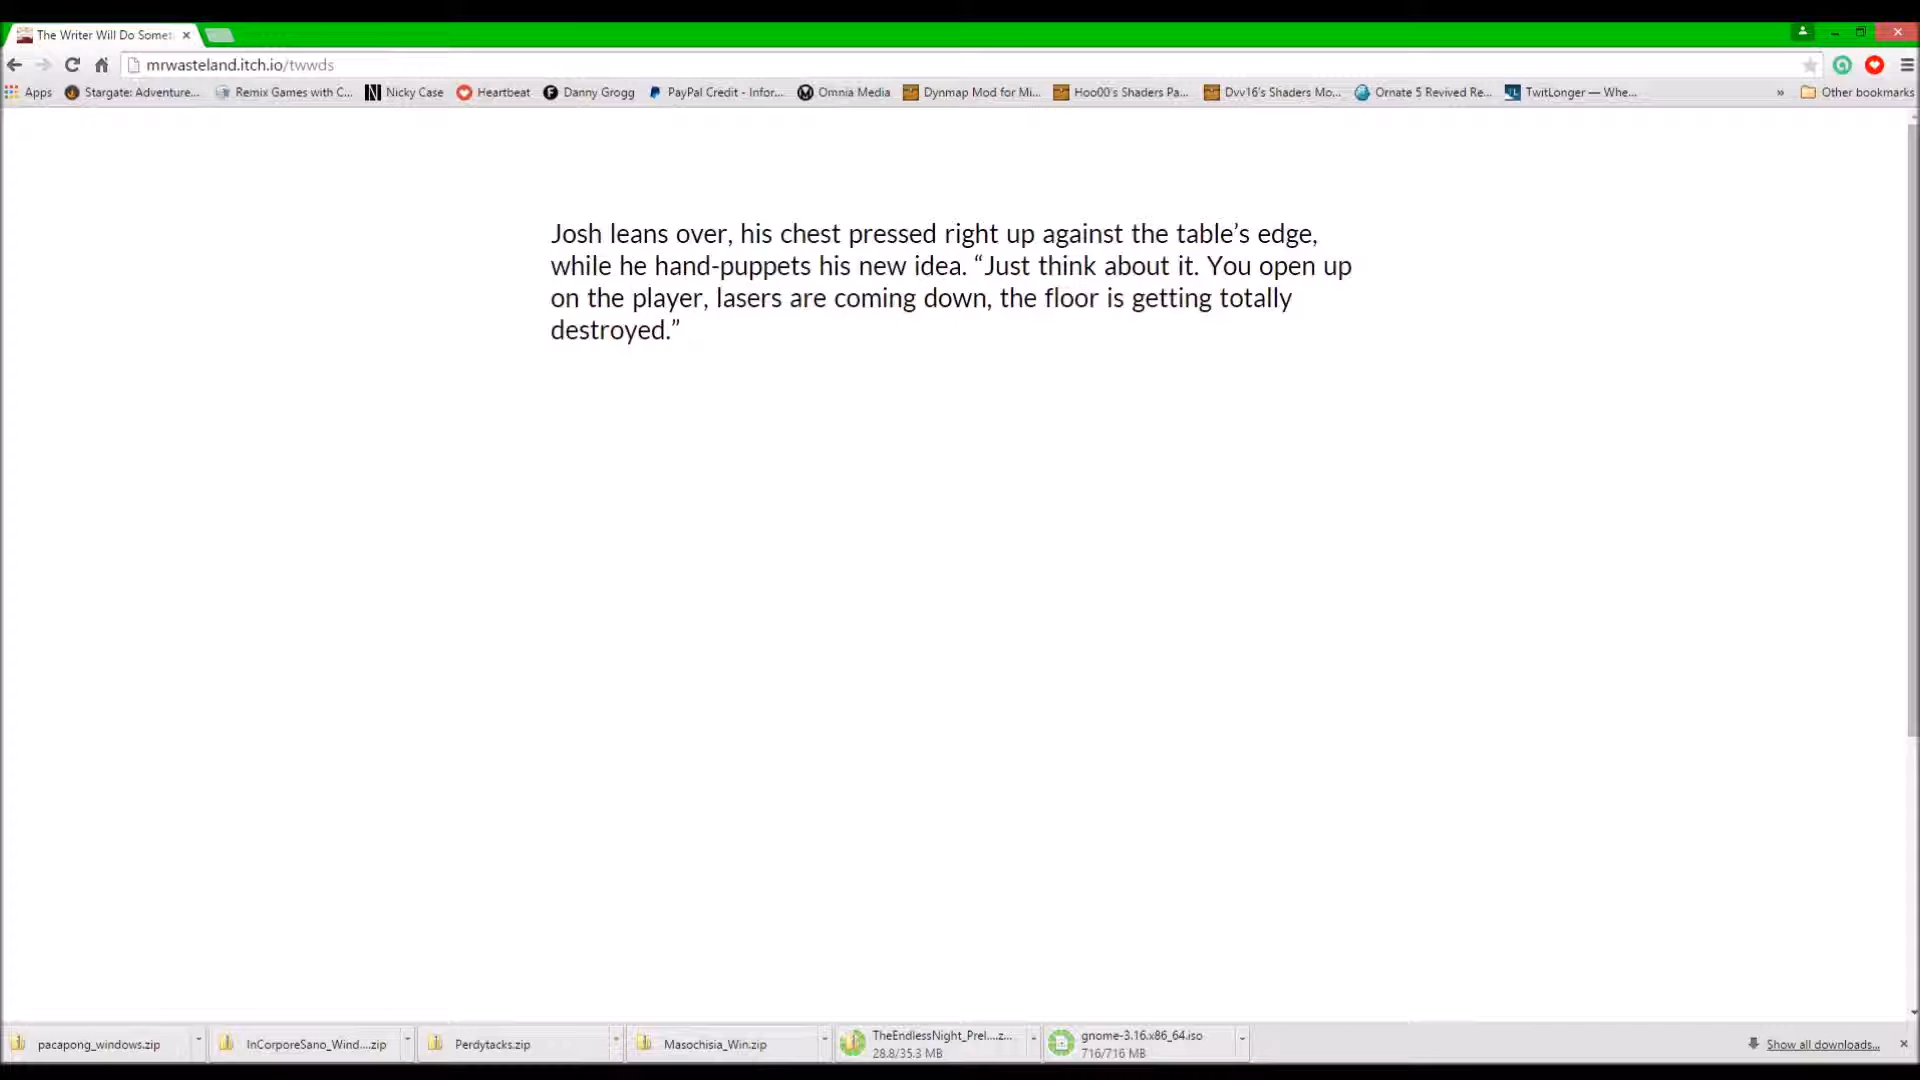 The Writer Will Do Somet
mrwasteland.itch.io/twwds
Apps Stargate: Adventure... Remix Games with C... Nicky Case Heartbeat Danny Grogg PayPal Credit - Infor... Omnia Media Dynmap Mod for Mi... Hoo00's Shaders Pa... Dvv16's Shaders Mo... Ornate 5 Revived Re... TwitLonger — Whe... » Other bookmarks
Josh leans over, his chest pressed right up against the table’s edge,
while he hand-puppets his new idea. “Just think about it. You open up
on the player, lasers are coming down, the floor is getting totally
destroyed.”
pacapong_windows.zip InCorporeSano_Wind....zip Perdytacks.zip Masochisia_Win.zip TheEndlessNight_Prel....z... gnome-3.16.x86_64.iso Show all downloads...
28.8/35.3 MB 716/716 MB